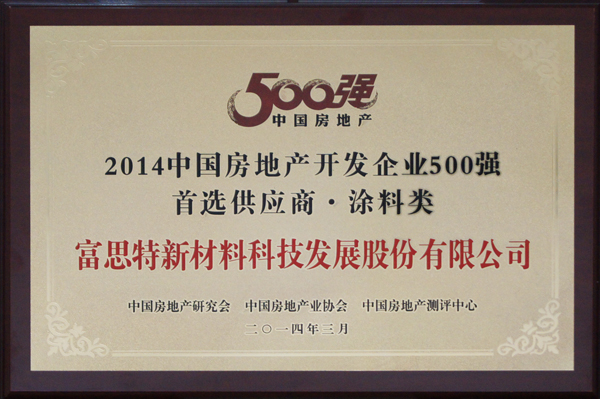 500强
中国房地产
2014中国房地产开发企业500强
首选供应商·涂料类
富思特新材料科技发展股份有限公司
中国房地产研究会 中国房地产业协会 中国房地产测评中心
二〇一四年三月